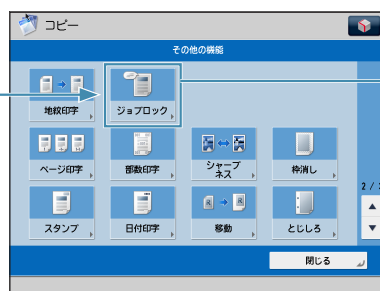 コピー
その他の機能
地紋印字
ジョブロック
ページ印字
部数印字
シャープ
ネス
枠消し
スタンプ
日付印字
移動
とじしろ
2 /
閉じる